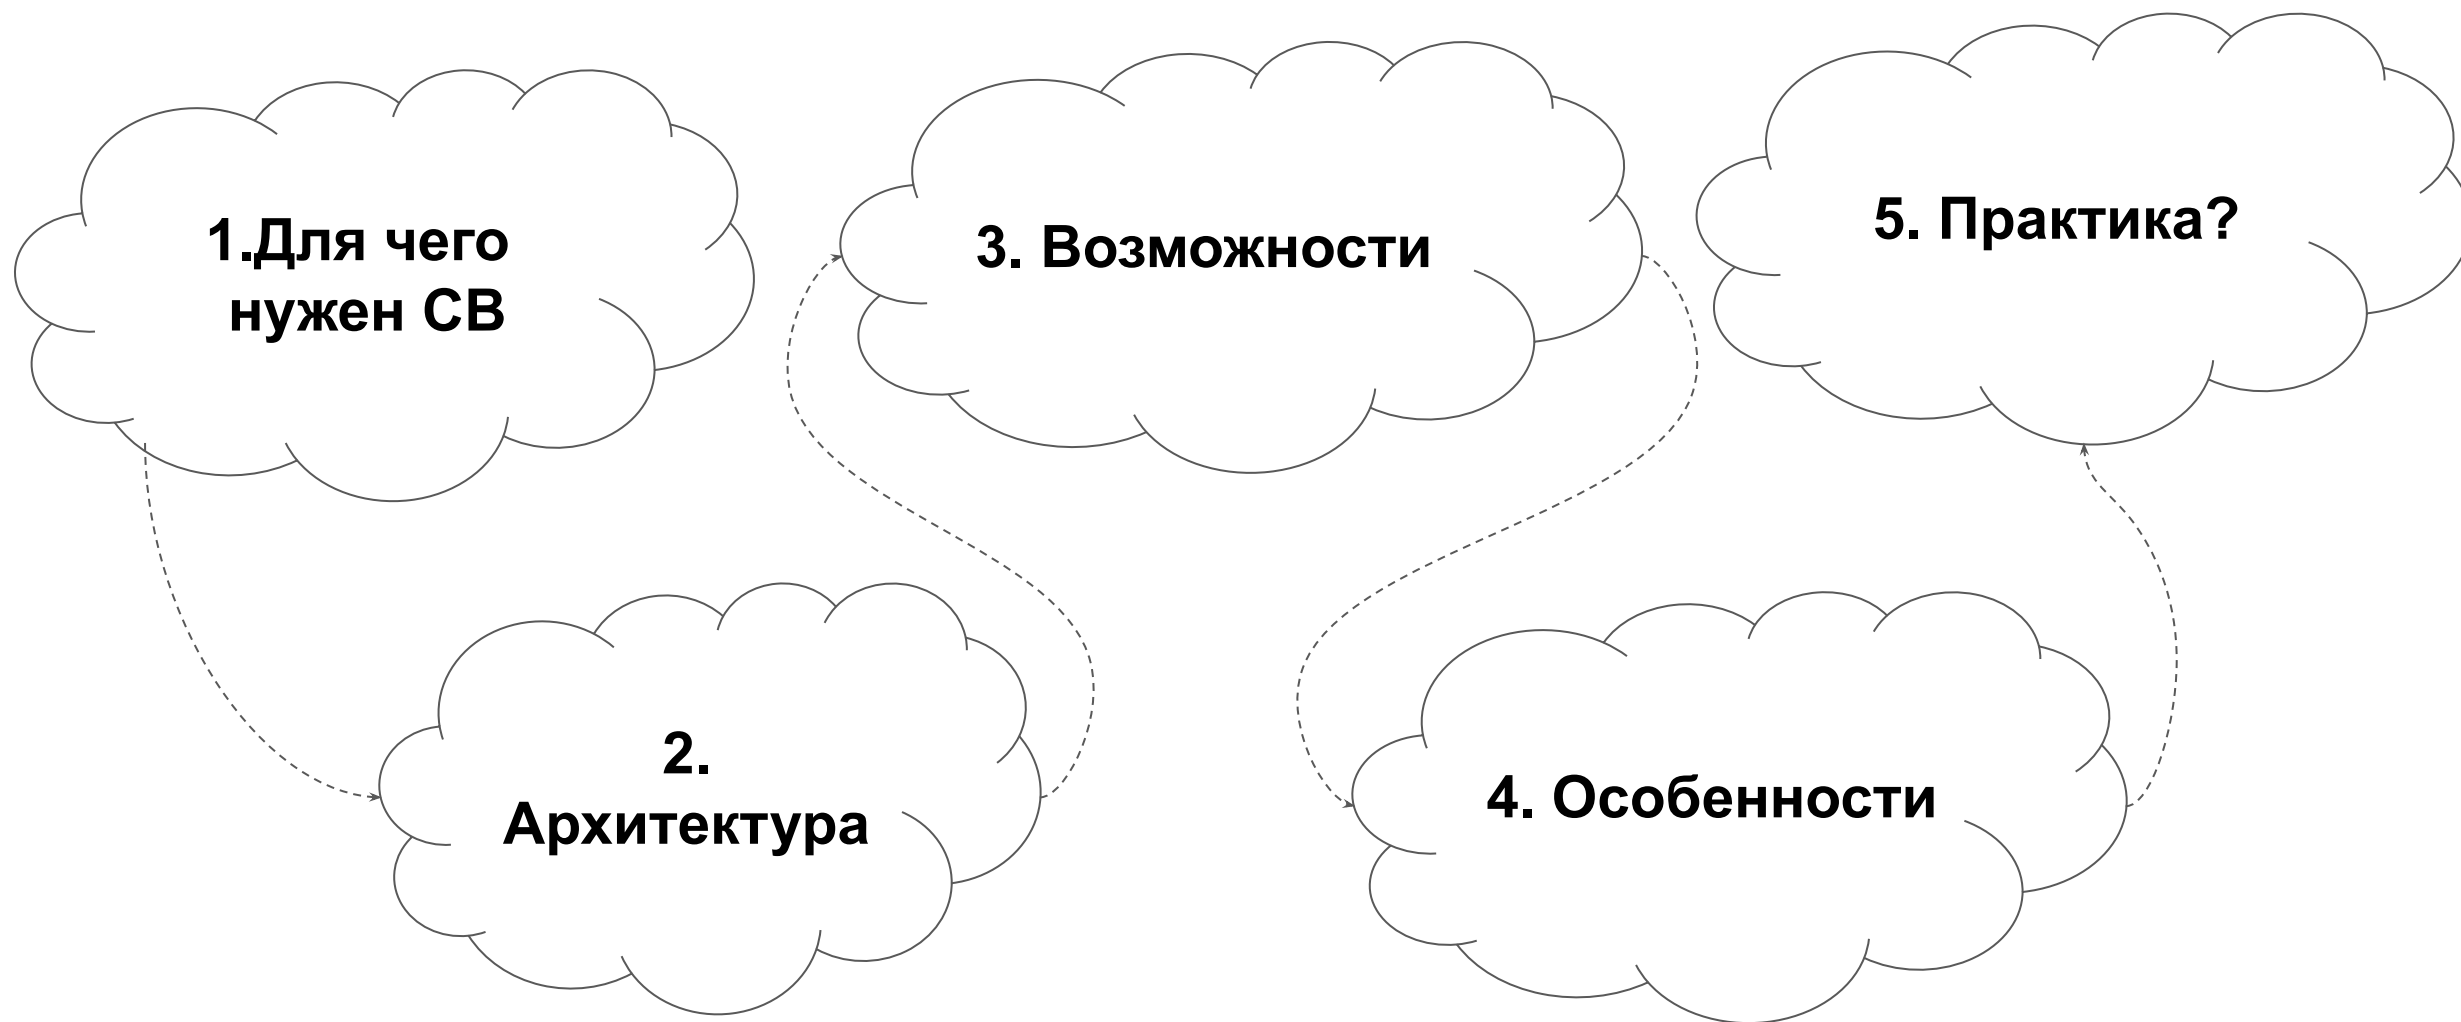 1.Для чего
нужен СВ
2.
Архитектура
3. Возможности
4. Особенности
5. Практика?